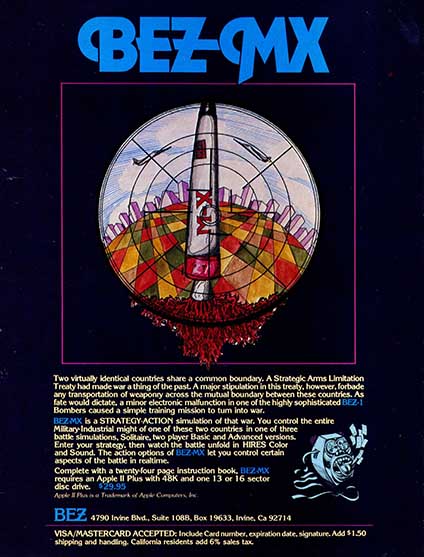 BEZ-MX
M-X
Two virtually identical countries share a common boundary. A Strategic Arms Limitation
Treaty had made war a thing of the past. A major stipulation in this treaty, however, forbade
any transportation of weaponry across the mutual boundary between these countries. As
fate would dictate, a minor electronic malfunction in one of the highly sophisticated BEZ-1
Bombers caused a simple training mission to turn into war.
BEZ-MX is a STRATEGY-ACTION simulation of that war. You control the entire
Military-Industrial might of one of two countries in one of three
battle simulations, Solitaire, two player Basic and Advanced versions.
Enter your strategy, then watch the battle unfold in HIRES Color
and Sound. The action options of BEZ-MX let you control certain
aspects of the battle in realtime.
Complete with a twenty-four page instruction book, BEZ-MX
requires an Apple II Plus with 48K and one 13 or 16 sector
disc drive. $29.95
Apple II Plus is a Trademark of Apple Computers, Inc.
BEZ 4790 Irvine Blvd., Suite 108B, Box 19633, Irvine, Ca 92714
VISA/MASTERCARD ACCEPTED: Include Card number, expiration date, signature. Add $1.50
shipping and handling. California residents add 6% sales tax.